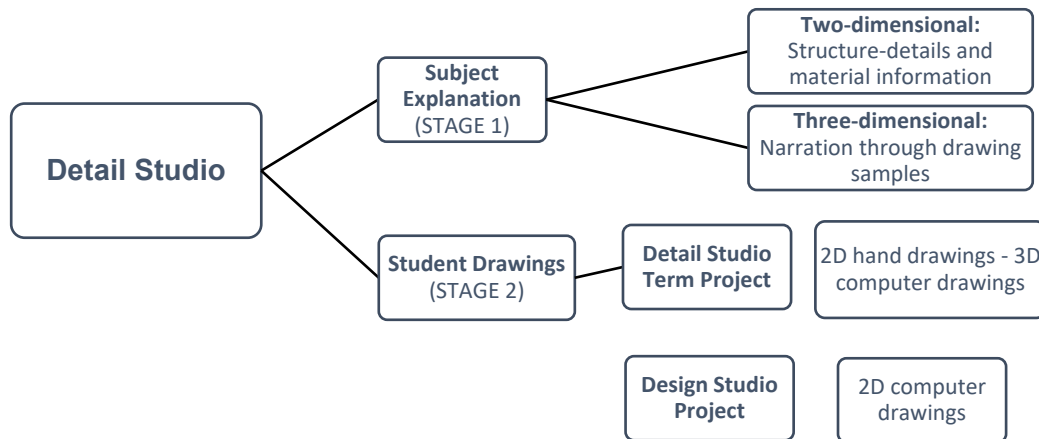 Detail Studio
Subject
Explanation
(STAGE 1)
Two-dimensional:
Structure-details and
material information
Three-dimensional:
Narration through drawing
samples
Student Drawings
(STAGE 2)
Detail Studio
Term Project
2D hand drawings - 3D
computer drawings
Design Studio
Project
2D computer
drawings